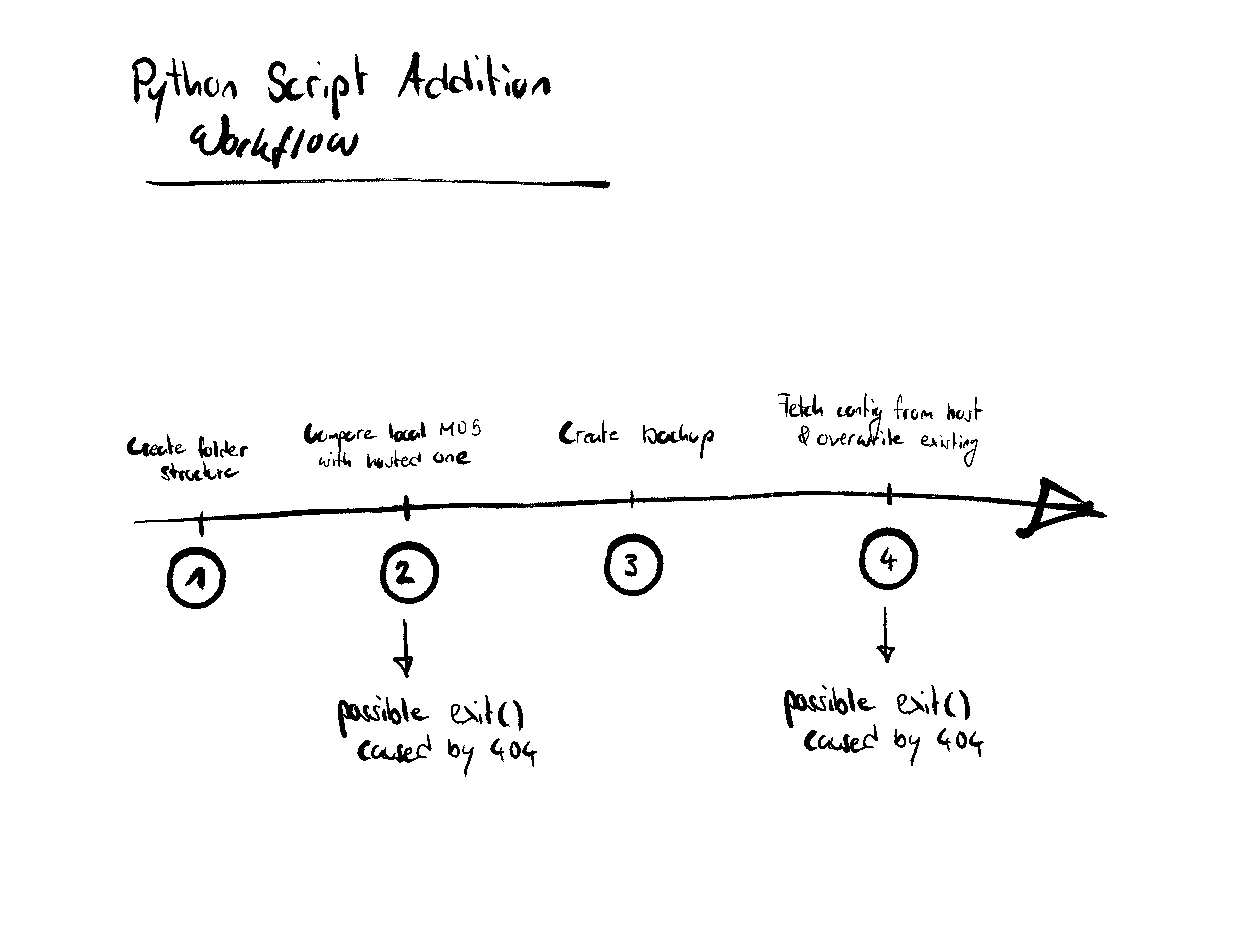 Python Script Addition
Workflow
Create folder
structure
Compare local MD5
with hosted one
Create backup
Fetch config from host
& overwrite existing
1
2
3
4
possible exit()
caused by 404
possible exit()
caused by 404